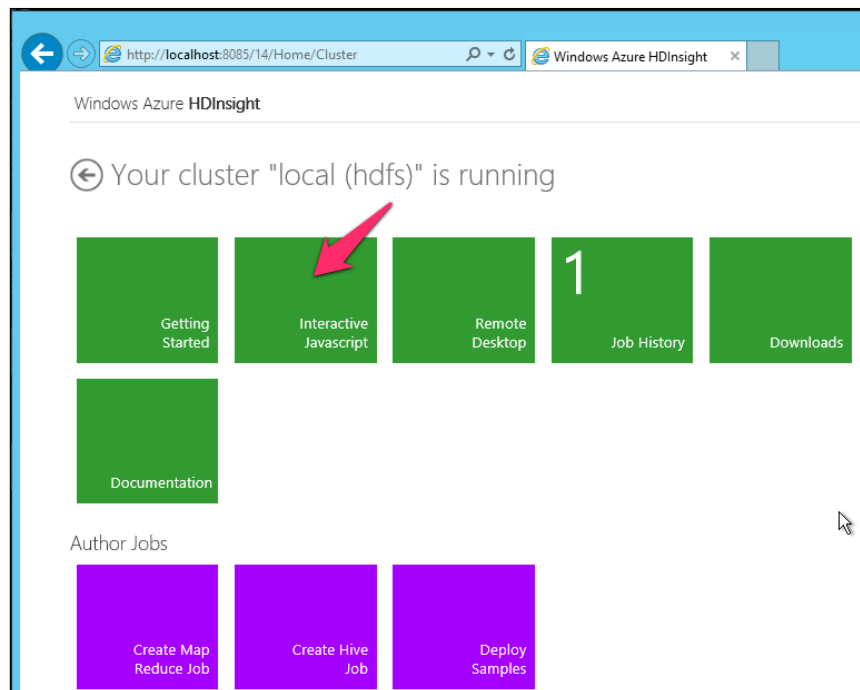 http://localhost:8085/14/Home/Cluster
Windows Azure HDInsight
Windows Azure HDInsight
Your cluster "local (hdfs)" is running
Getting
Started
Interactive
Javascript
Remote
Desktop
1
Job History
Downloads
Documentation
Author Jobs
Create Map
Reduce Job
Create Hive
Job
Deploy
Samples